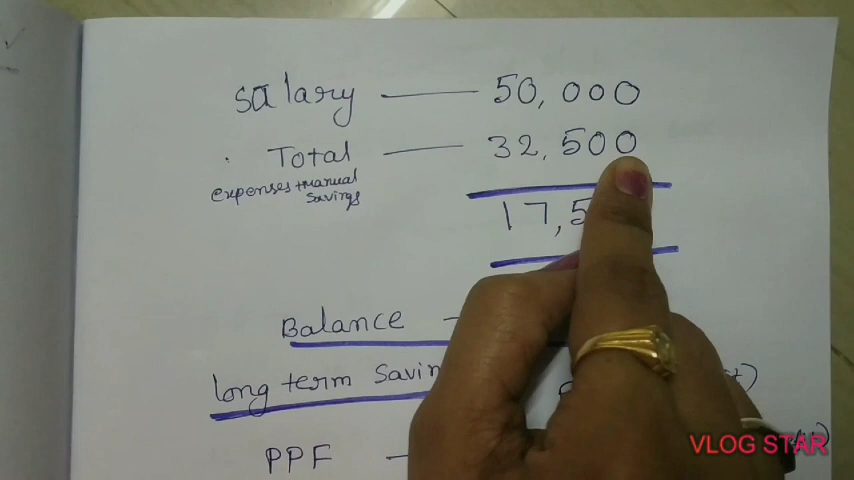 Salary — 50,000
Total — 32,500
expenses + Manual
Savings
17,5
Balance —
long term Savin
PPF —
VLOG STAR